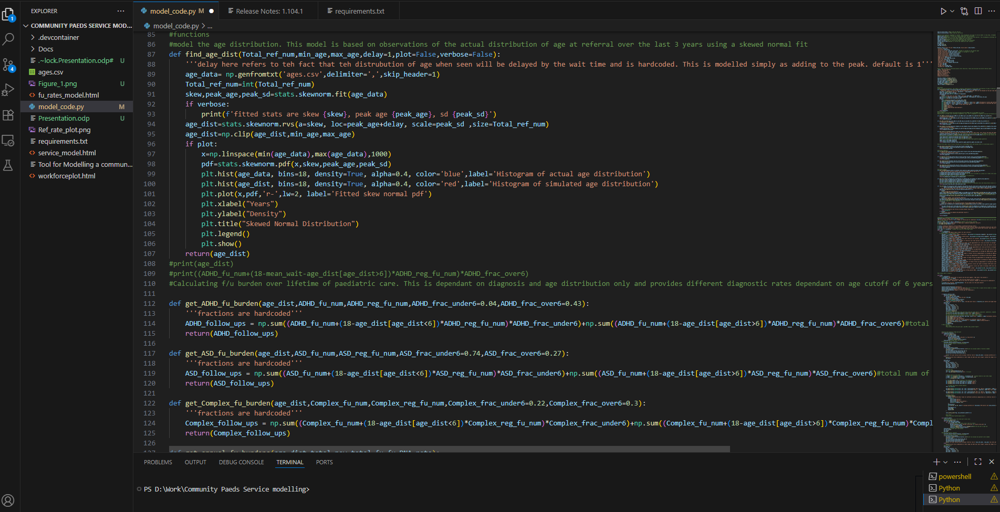 EXPLORER
COMMUNITY PAEDS SERVICE MOD...
.devcontainer
Docs
.~lock.Presentation.odp# U
ages.csv
Figure_1.png U
fu_rates_model.html
model_code.py M
Presentation.odp U
Ref_rate_plot.png
requirements.txt
service_model.html
Tool for Modelling a commun...
workforceplot.html
1
4
model_code.py M
Release Notes: 1.104.1
requirements.txt
model_code.py > ...
85 #functions
86 #model the age distribution. This model is based on observations of the actual distribution of age at referral over the last 3 years using a skewed normal fit
87 def find_age_dist(Total_ref_num,min_age,max_age,delay=1,plot=False,verbose=False):
88 '''delay here refers to teh fact that teh distrubution of age when seen will be delayed by the wait time and is hardcoded. This is modelled simply as adding to the peak. default is 1'''
89 age_data= np.genfromtxt('ages.csv',delimiter=',',skip_header=1)
90 Total_ref_num=int(Total_ref_num)
91 skew,peak_age,peak_sd=stats.skewnorm.fit(age_data)
92 if verbose:
93 print(f'fitted stats are skew {skew}, peak age {peak_age}, sd {peak_sd}')
94 age_dist=stats.skewnorm.rvs(a=skew, loc=peak_age+delay, scale=peak_sd ,size=Total_ref_num)
95 age_dist=np.clip(age_dist,min_age,max_age)
96 if plot:
97 x=np.linspace(min(age_data),max(age_data),1000)
98 pdf=stats.skewnorm.pdf(x,skew,peak_age,peak_sd)
99 plt.hist(age_data, bins=18, density=True, alpha=0.4, color='blue',label='Histogram of actual age distribution')
100 plt.hist(age_dist, bins=18, density=True, alpha=0.4, color='red',label='Histogram of simulated age distribution')
101 plt.plot(x,pdf,'r-',lw=2, label='Fitted skew normal pdf')
102 plt.xlabel("Years")
103 plt.ylabel("Density")
104 plt.title("Skewed Normal Distribution")
105 plt.legend()
106 plt.show()
107 return(age_dist)
108 #print(age_dist)
109 #print((ADHD_fu_num+(18-mean_wait-age_dist[age_dist>6])*ADHD_reg_fu_num)*ADHD_frac_over6)
110 #Calculating f/u burden over lifetime of paediatric care. This is dependant on diagnosis and age distribution only and provides different diagnostic rates dependant on age cutoff of 6 years
111
112 def get_ADHD_fu_burden(age_dist,ADHD_fu_num,ADHD_reg_fu_num,ADHD_frac_under6=0.04,ADHD_frac_over6=0.43):
113 '''fractions are hardcoded'''
114 ADHD_follow_ups = np.sum((ADHD_fu_num+(18-age_dist[age_dist<6])*ADHD_reg_fu_num)*ADHD_frac_under6)+np.sum((ADHD_fu_num+(18-age_dist[age_dist>6])*ADHD_reg_fu_num)*ADHD_frac_over6)#total
115 return(ADHD_follow_ups)
116
117 def get_ASD_fu_burden(age_dist,ASD_fu_num,ASD_reg_fu_num,ASD_frac_under6=0.74,ASD_frac_over6=0.27):
118 '''fractions are hardcoded'''
119 ASD_follow_ups = np.sum((ASD_fu_num+(18-age_dist[age_dist<6])*ASD_reg_fu_num)*ASD_frac_under6)+np.sum((ASD_fu_num+(18-age_dist[age_dist>6])*ASD_reg_fu_num)*ASD_frac_over6)#total num of
120 return(ASD_follow_ups)
121
122 def get_Complex_fu_burden(age_dist,Complex_fu_num,Complex_reg_fu_num,Complex_frac_under6=0.22,Complex_frac_over6=0.3):
123 '''fractions are hardcoded'''
124 Complex_follow_ups = np.sum((Complex_fu_num+(18-age_dist[age_dist<6])*Complex_reg_fu_num)*Complex_frac_under6)+np.sum((Complex_fu_num+(18-age_dist[age_dist>6])*Complex_reg_fu_num)*Compl
125 return(Complex_follow_ups)
126
PROBLEMS OUTPUT DEBUG CONSOLE TERMINAL PORTS
PS D:\Work\Community Paeds Service modelling>
powershell
Python
Python